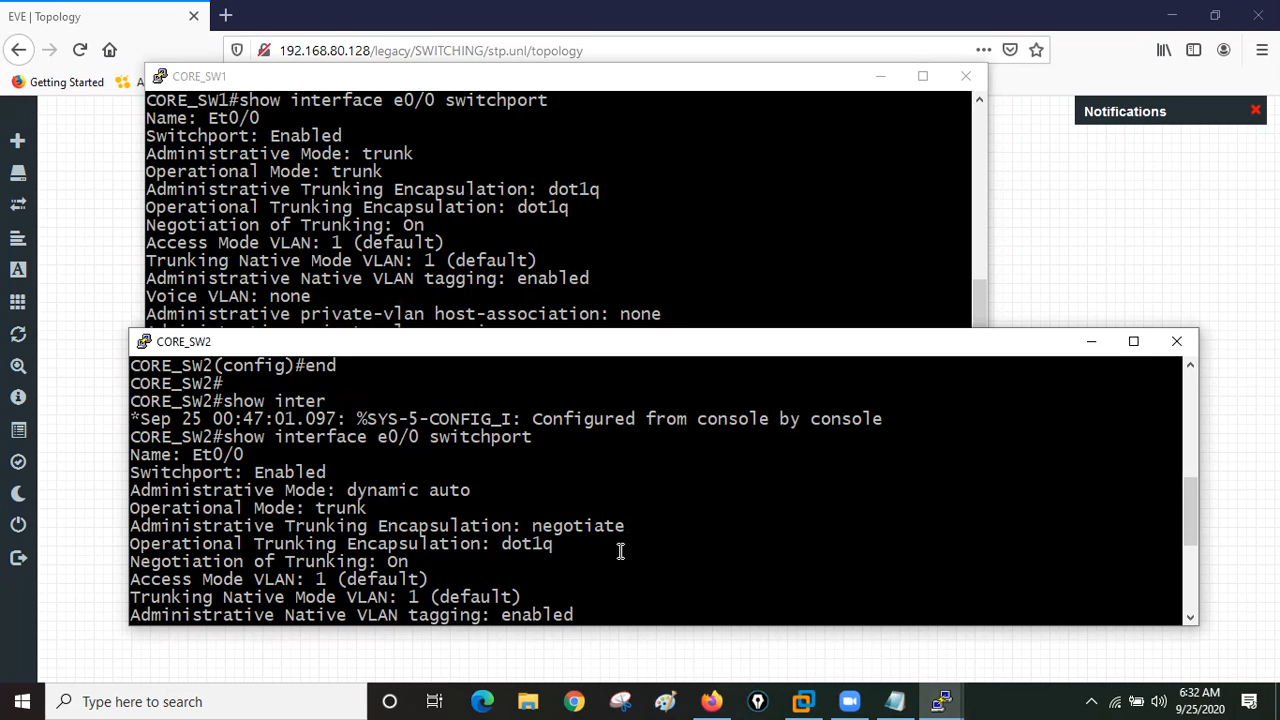 EVE | Topology
192.168.80.128/legacy/SWITCHING/stp.unl/topology
Getting Started
Notifications
CORE_SW1
CORE_SW1#show interface e0/0 switchport
Name: Et0/0
Switchport: Enabled
Administrative Mode: trunk
Operational Mode: trunk
Administrative Trunking Encapsulation: dot1q
Operational Trunking Encapsulation: dot1q
Negotiation of Trunking: On
Access Mode VLAN: 1 (default)
Trunking Native Mode VLAN: 1 (default)
Administrative Native VLAN tagging: enabled
Voice VLAN: none
Administrative private-vlan host-association: none
CORE_SW2
CORE_SW2(config)#end
CORE_SW2#
CORE_SW2#show inter
*Sep 25 00:47:01.097: %SYS-5-CONFIG_I: Configured from console by console
CORE_SW2#show interface e0/0 switchport
Name: Et0/0
Switchport: Enabled
Administrative Mode: dynamic auto
Operational Mode: trunk
Administrative Trunking Encapsulation: negotiate
Operational Trunking Encapsulation: dot1q
Negotiation of Trunking: On
Access Mode VLAN: 1 (default)
Trunking Native Mode VLAN: 1 (default)
Administrative Native VLAN tagging: enabled
Type here to search
6:32 AM
9/25/2020